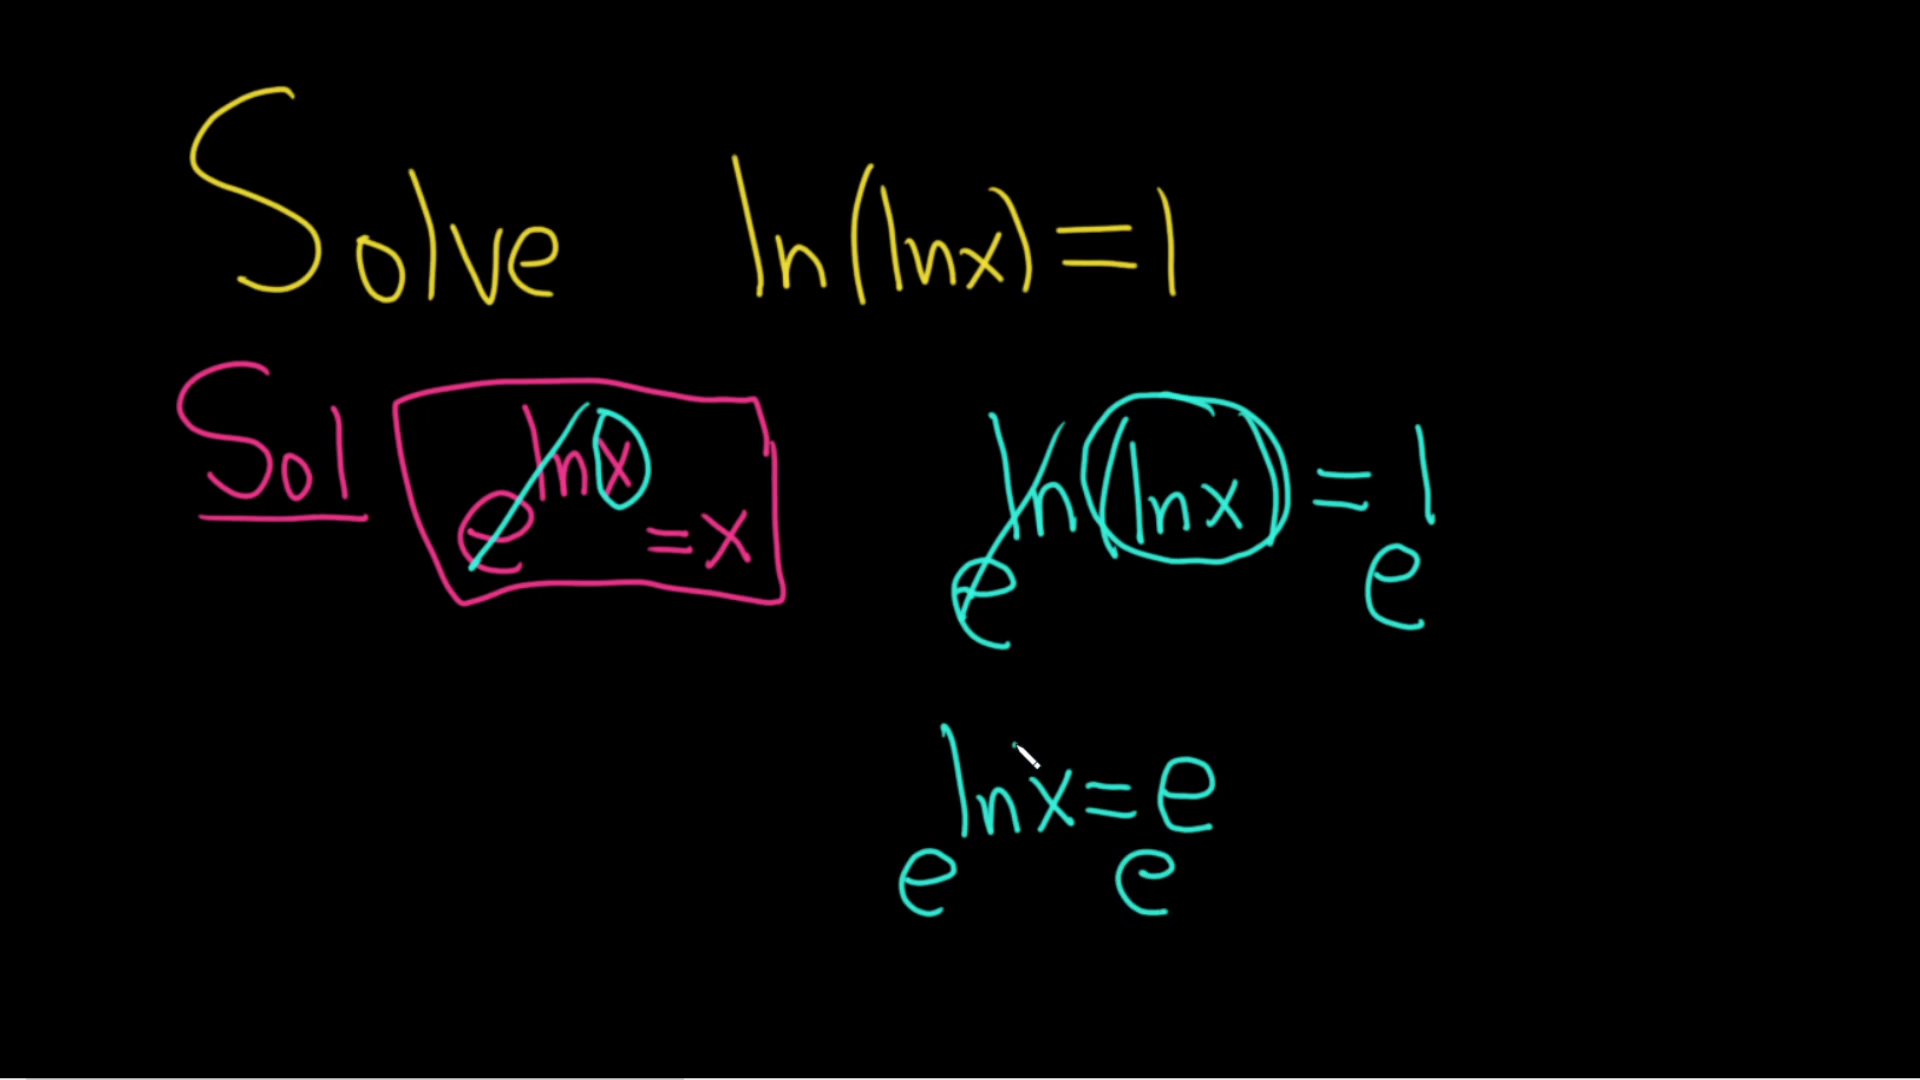 Solve ln(lnx)=1
Sol e^lnx = x
e^ln(lnx) = e^1
e^lnx = e^e